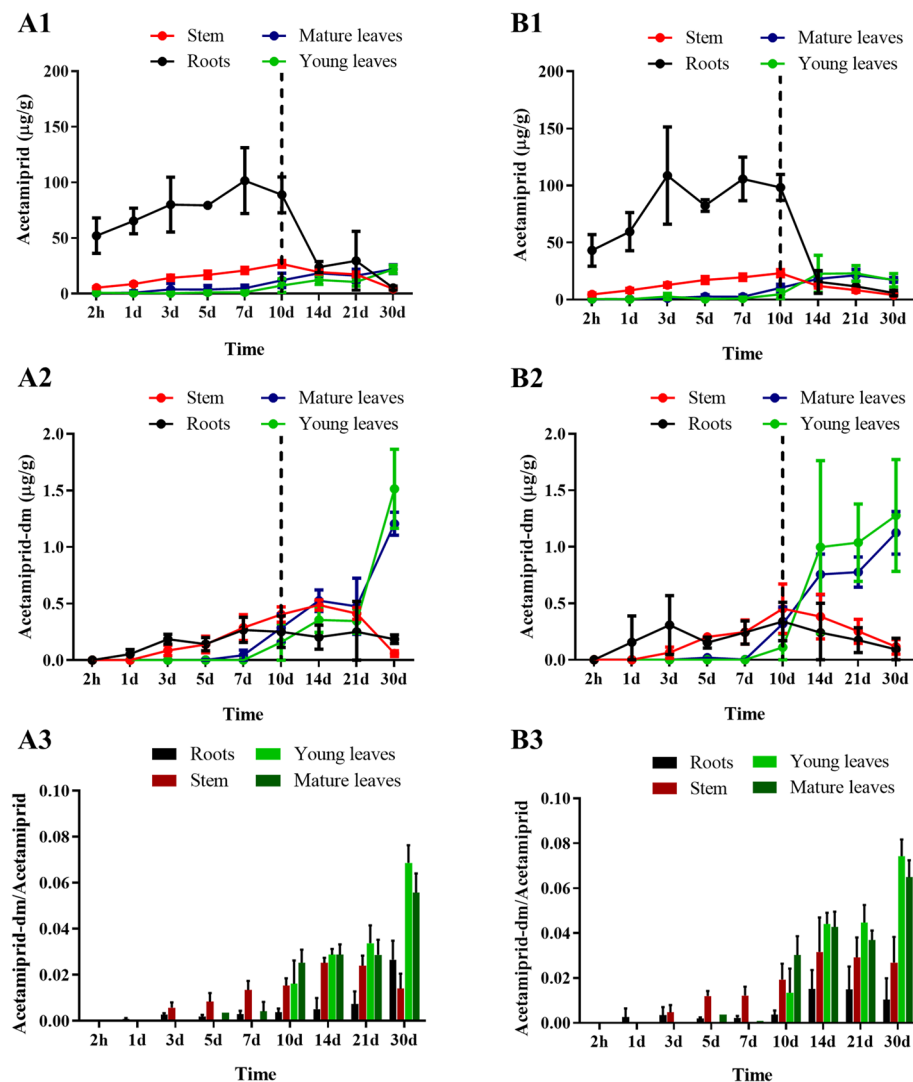 A1
Stem
Mature leaves
Roots
Young leaves
Acetamiprid (μg/g)
200
150
100
50
0
2h 1d 3d 5d 7d 10d 14d 21d 30d
Time
B1
Stem
Mature leaves
Roots
Young leaves
Acetamiprid (μg/g)
200
150
100
50
0
2h 1d 3d 5d 7d 10d 14d 21d 30d
Time
A2
Stem
Mature leaves
Roots
Young leaves
Acetamiprid-dm (μg/g)
2.0
1.5
1.0
0.5
0.0
2h 1d 3d 5d 7d 10d 14d 21d 30d
Time
B2
Stem
Mature leaves
Roots
Young leaves
Acetamiprid-dm (μg/g)
2.0
1.5
1.0
0.5
0.0
2h 1d 3d 5d 7d 10d 14d 21d 30d
Time
A3
Roots
Young leaves
Stem
Mature leaves
Acetamiprid-dm/Acetamiprid
0.10
0.08
0.06
0.04
0.02
0.00
2h 1d 3d 5d 7d 10d 14d 21d 30d
Time
B3
Roots
Young leaves
Stem
Mature leaves
Acetamiprid-dm/Acetamiprid
0.10
0.08
0.06
0.04
0.02
0.00
2h 1d 3d 5d 7d 10d 14d 21d 30d
Time